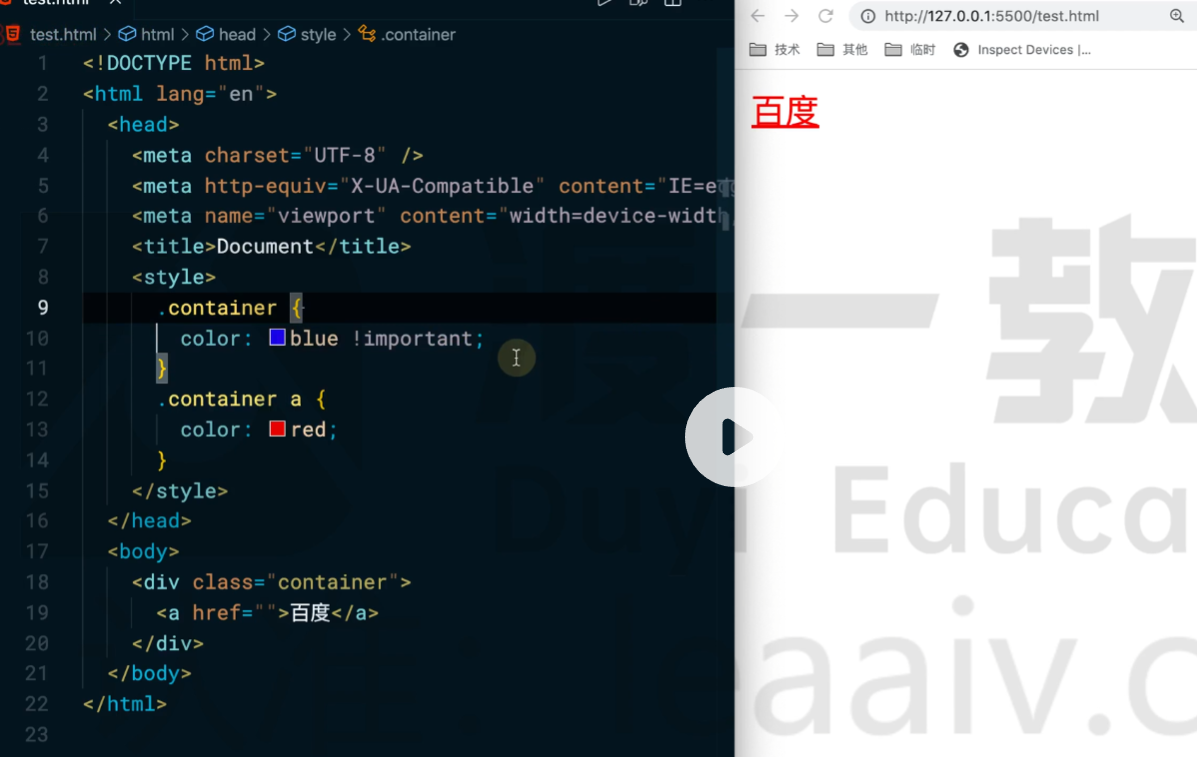 test.html
test.html > html > head > style > .container
1 <!DOCTYPE html>
2 <html lang="en">
3 <head>
4 <meta charset="UTF-8" />
5 <meta http-equiv="X-UA-Compatible" content="IE=edg
6 <meta name="viewport" content="width=device-width,
7 <title>Document</title>
8 <style>
9 .container {
10 color: blue !important;
11 }
12 .container a {
13 color: red;
14 }
15 </style>
16 </head>
17 <body>
18 <div class="container">
19 <a href="">百度</a>
20 </div>
21 </body>
22 </html>
23
http://127.0.0.1:5500/test.html
技术 其他 临时 Inspect Devices |...
百度
渡一教
Duyi Educa